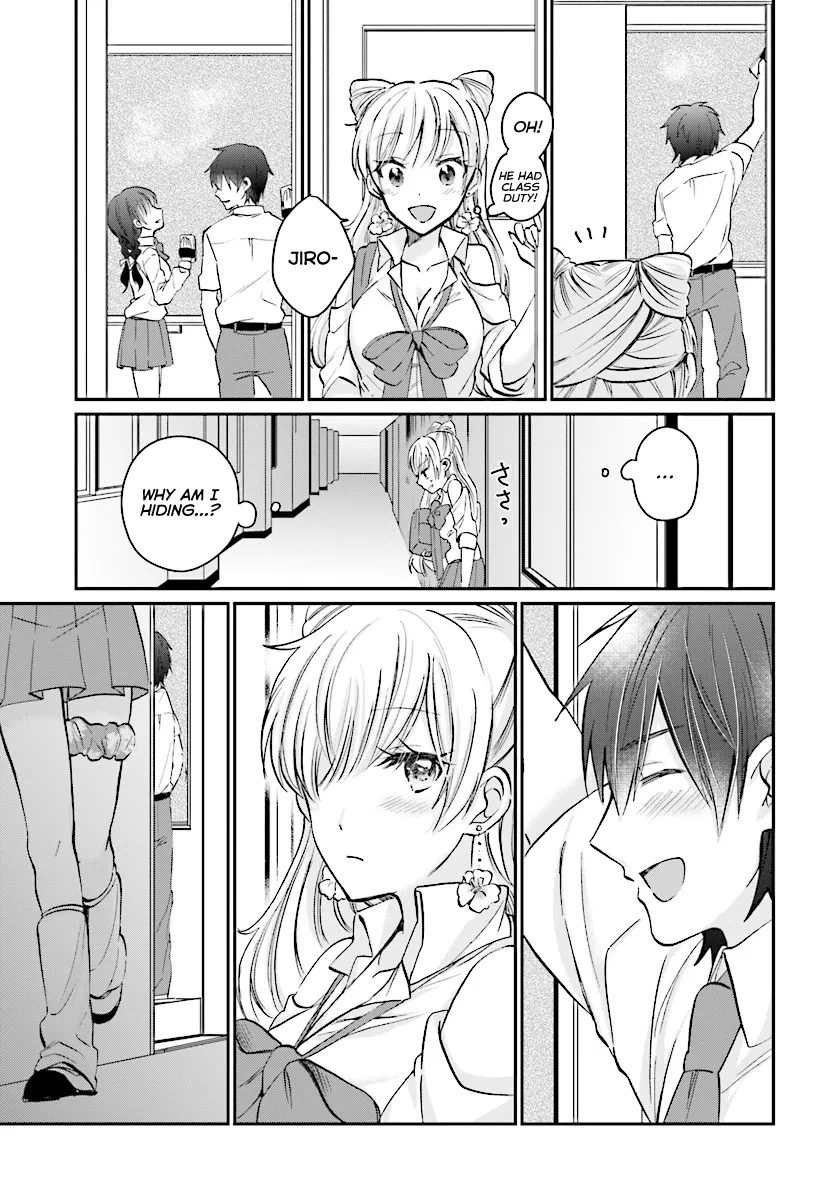 OH!
HE HAD
CLASS
DUTY!
JIRO-
...
ささっ
WHY AM I
HIDING...?